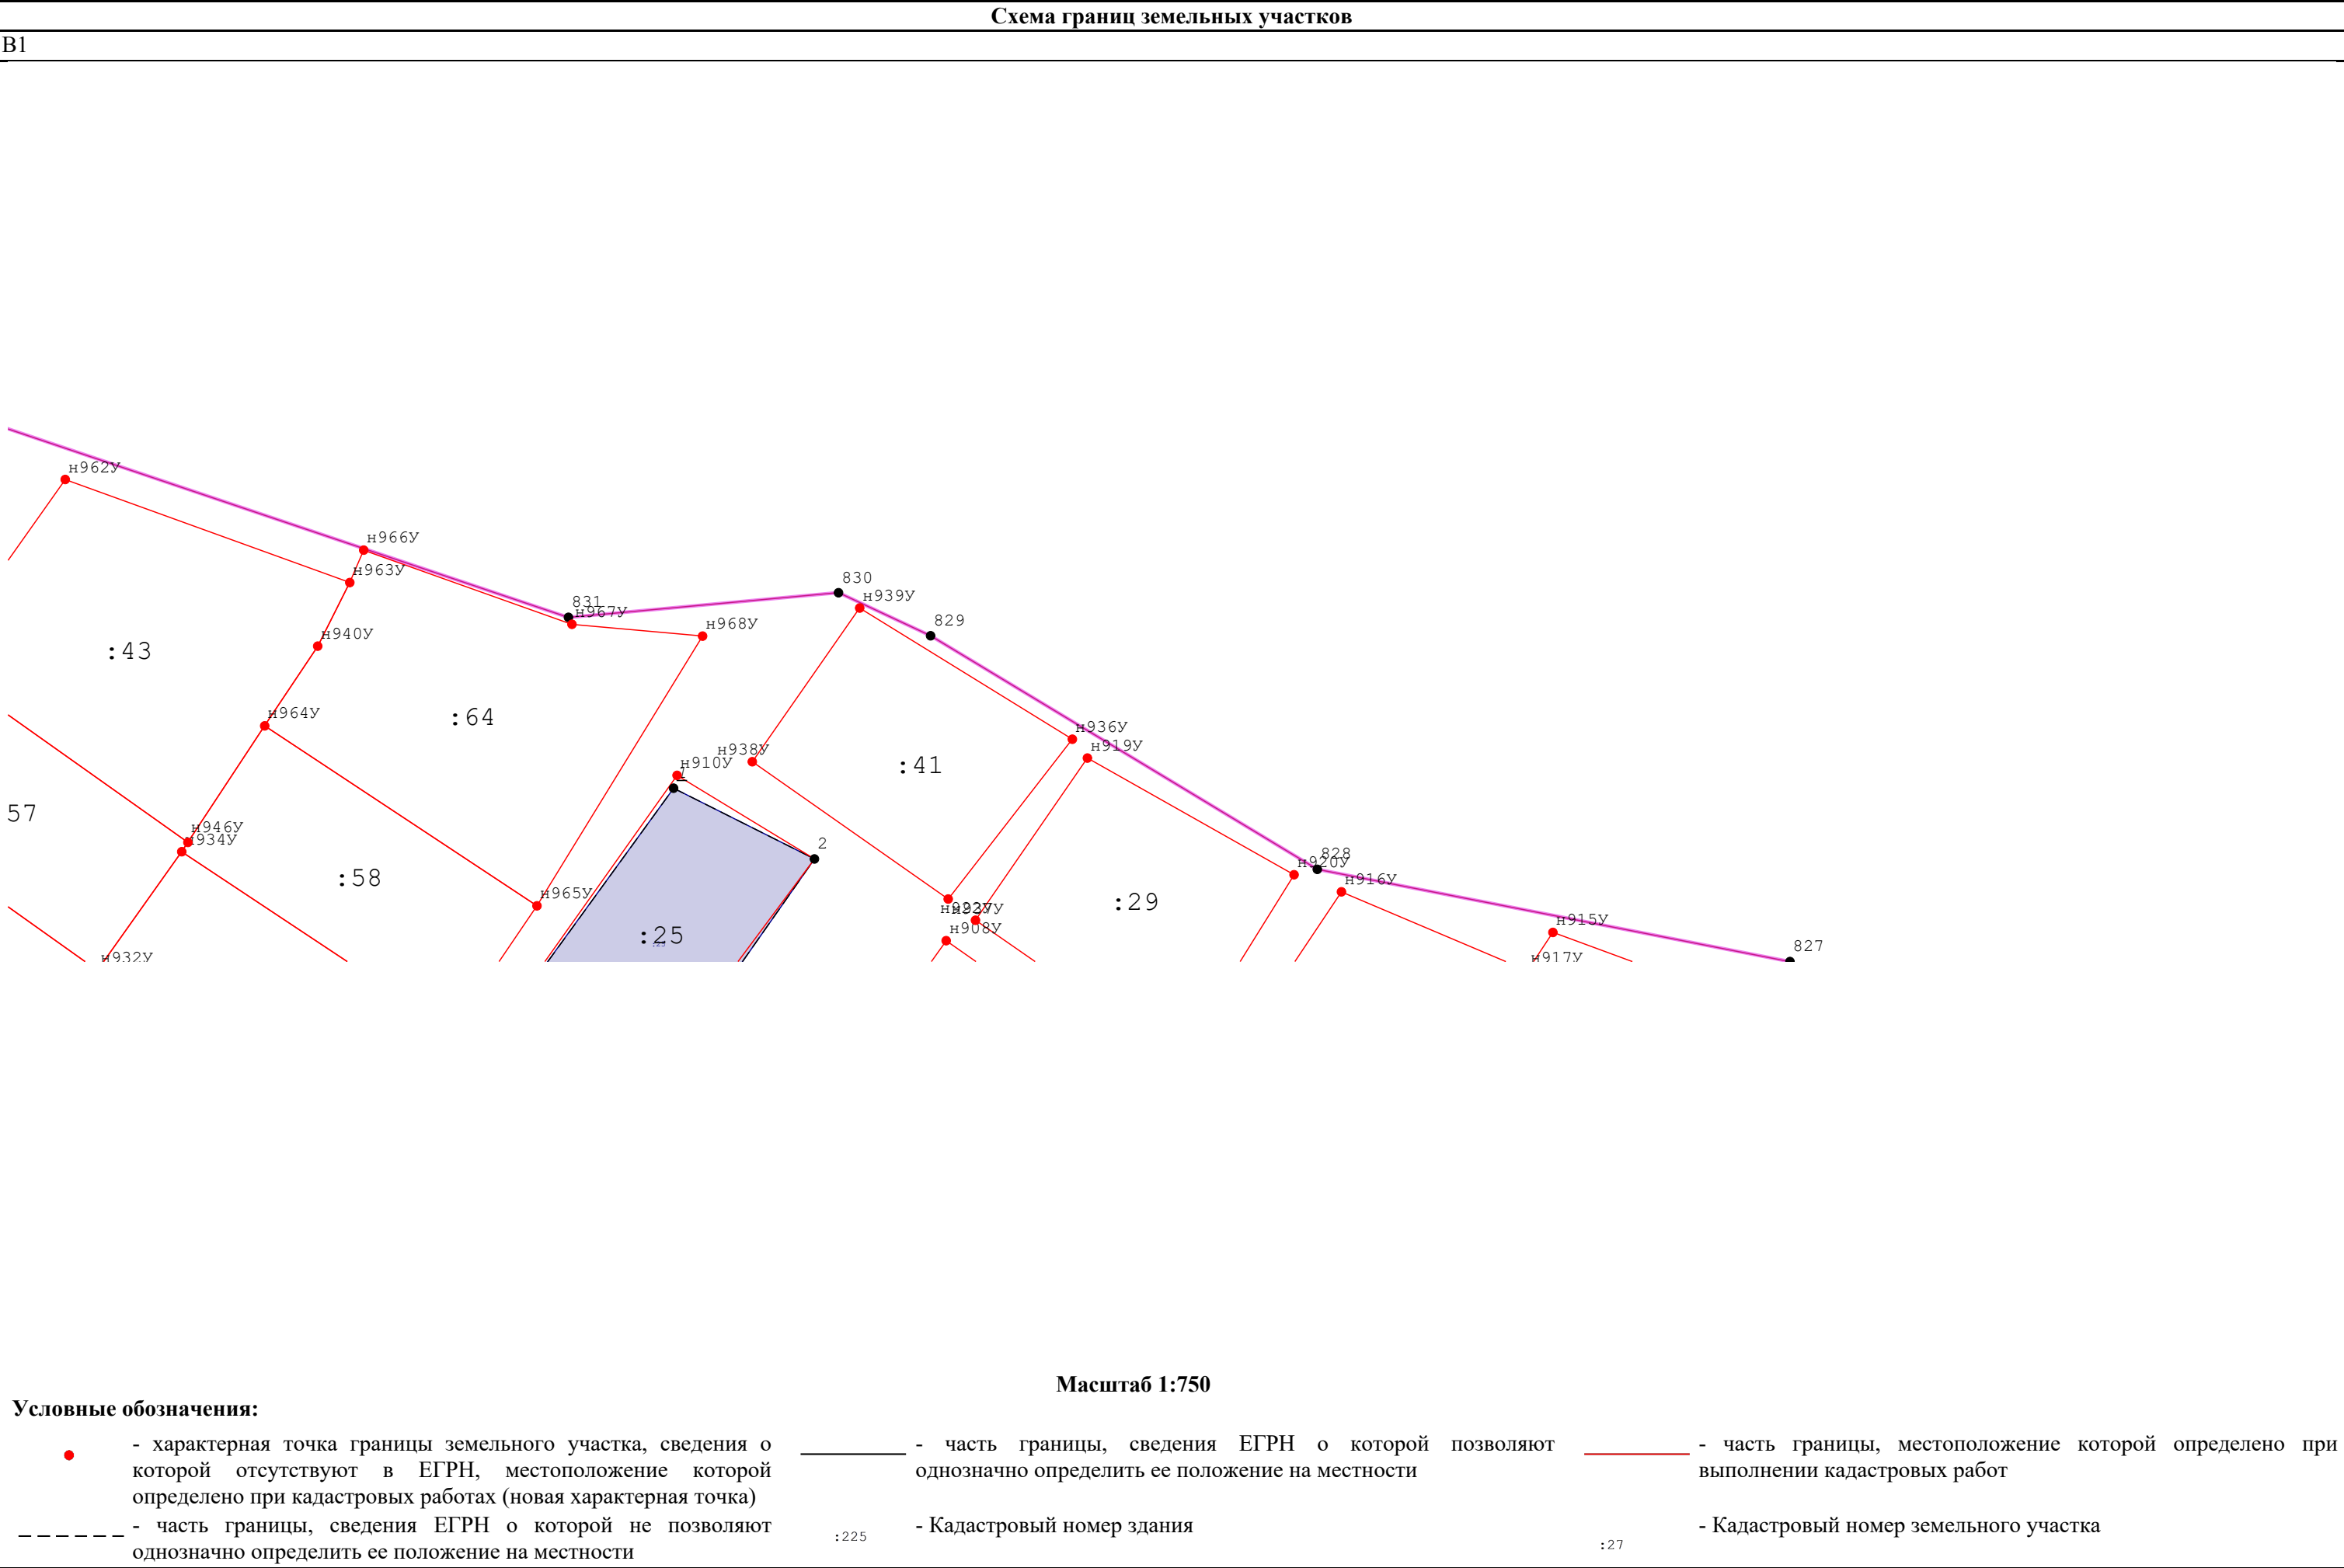 Схема границ земельных участков
В1
н962У
н966У
н963У
831
н967У
830
н939У
829
н968У
н940У
:43
:64
н964У
н938У
н910У
1
:41
н936У
н919У
57
н946У
н934У
:58
2
828
н920У
н965У
:25
н922У
н937У
н908У
:29
н916У
н915У
н917У
827
н932У
Масштаб 1:750
Условные обозначения:
- характерная точка границы земельного участка, сведения о
которой отсутствуют в ЕГРН, местоположение которой
определено при кадастровых работах (новая характерная точка)
- часть границы, сведения ЕГРН о которой позволяют
однозначно определить ее положение на местности
- часть границы, местоположение которой определено при
выполнении кадастровых работ
- часть границы, сведения ЕГРН о которой не позволяют
однозначно определить ее положение на местности
:225
- Кадастровый номер здания
:27
- Кадастровый номер земельного участка